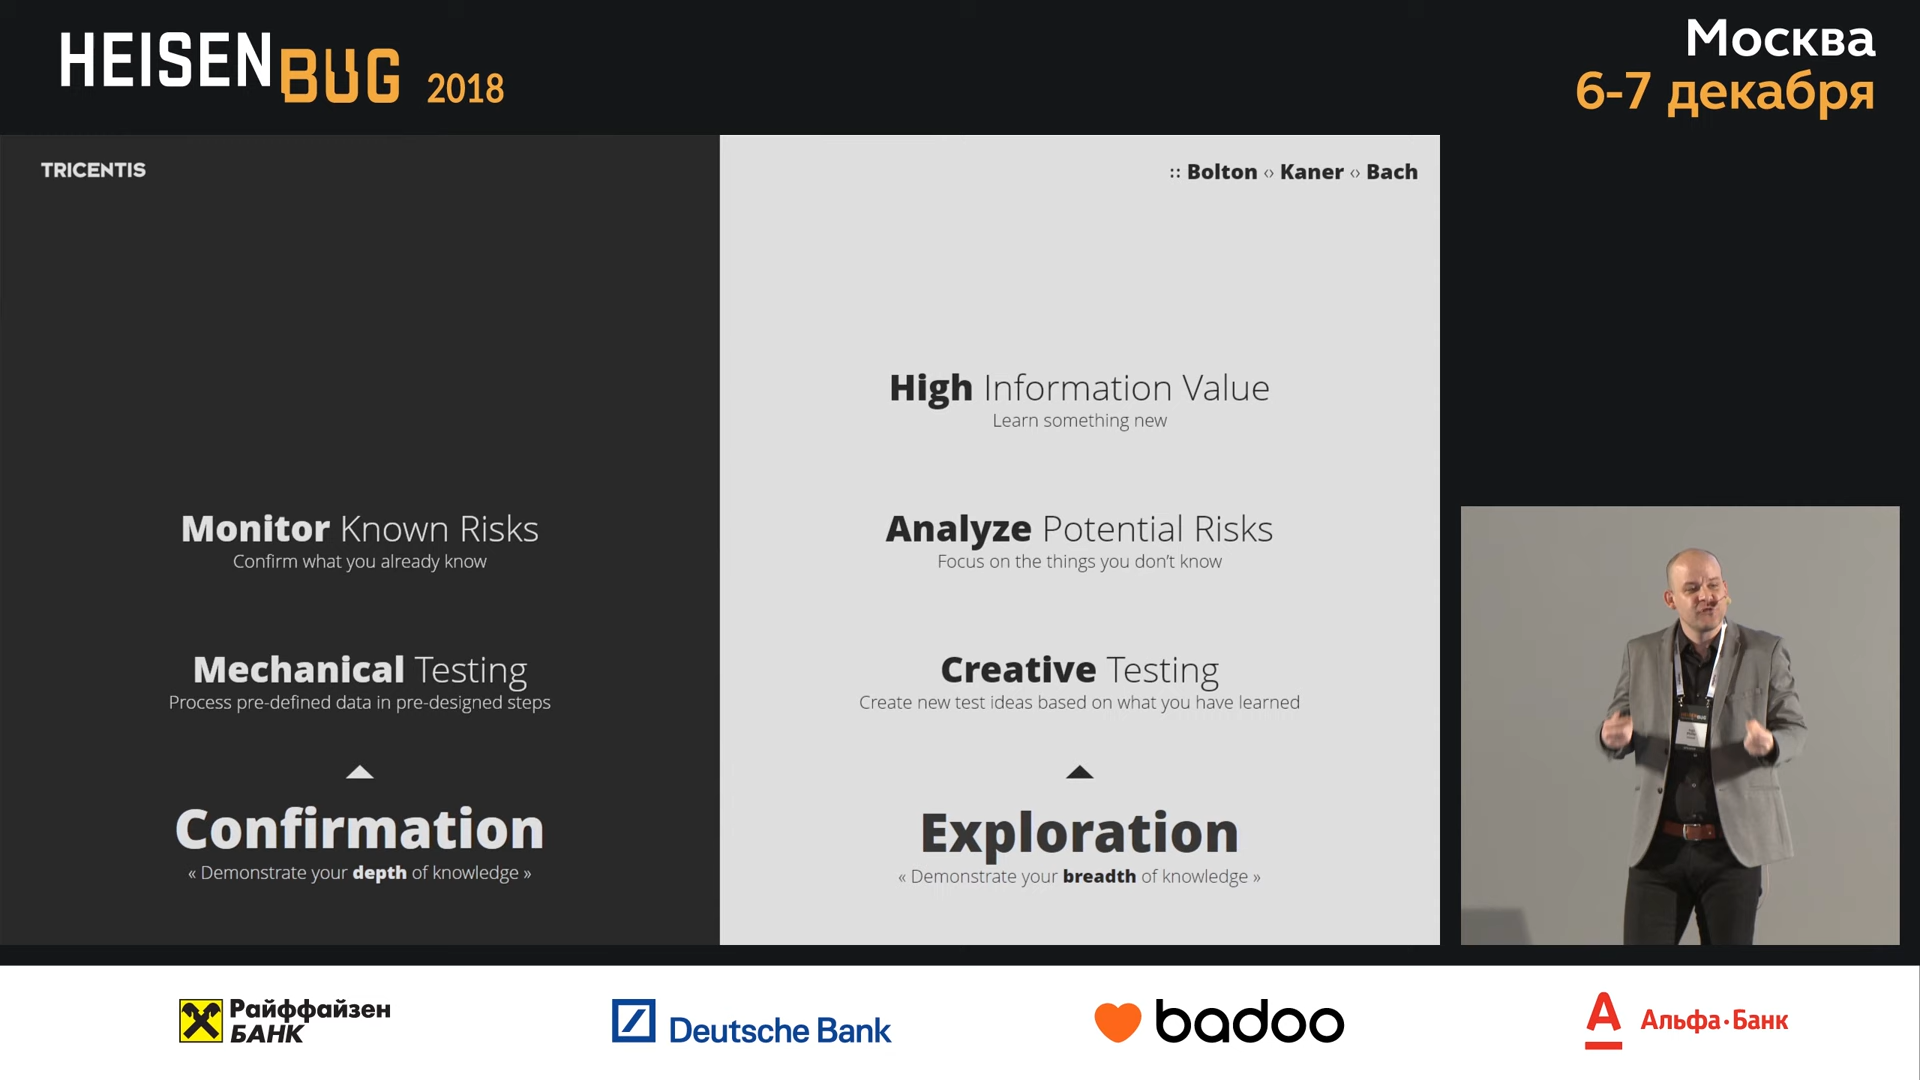 HEISENBUG 2018
Москва
6-7 декабря
TRICENTIS
:: Bolton ‹› Kaner ‹› Bach
High Information Value
Learn something new
Monitor Known Risks
Confirm what you already know
Analyze Potential Risks
Focus on the things you don't know
Mechanical Testing
Process pre-defined data in pre-designed steps
Creative Testing
Create new test ideas based on what you have learned
Confirmation
« Demonstrate your depth of knowledge »
Exploration
« Demonstrate your breadth of knowledge »
Райффайзен
БАНК
Deutsche Bank
badoo
А
Альфа·Банк